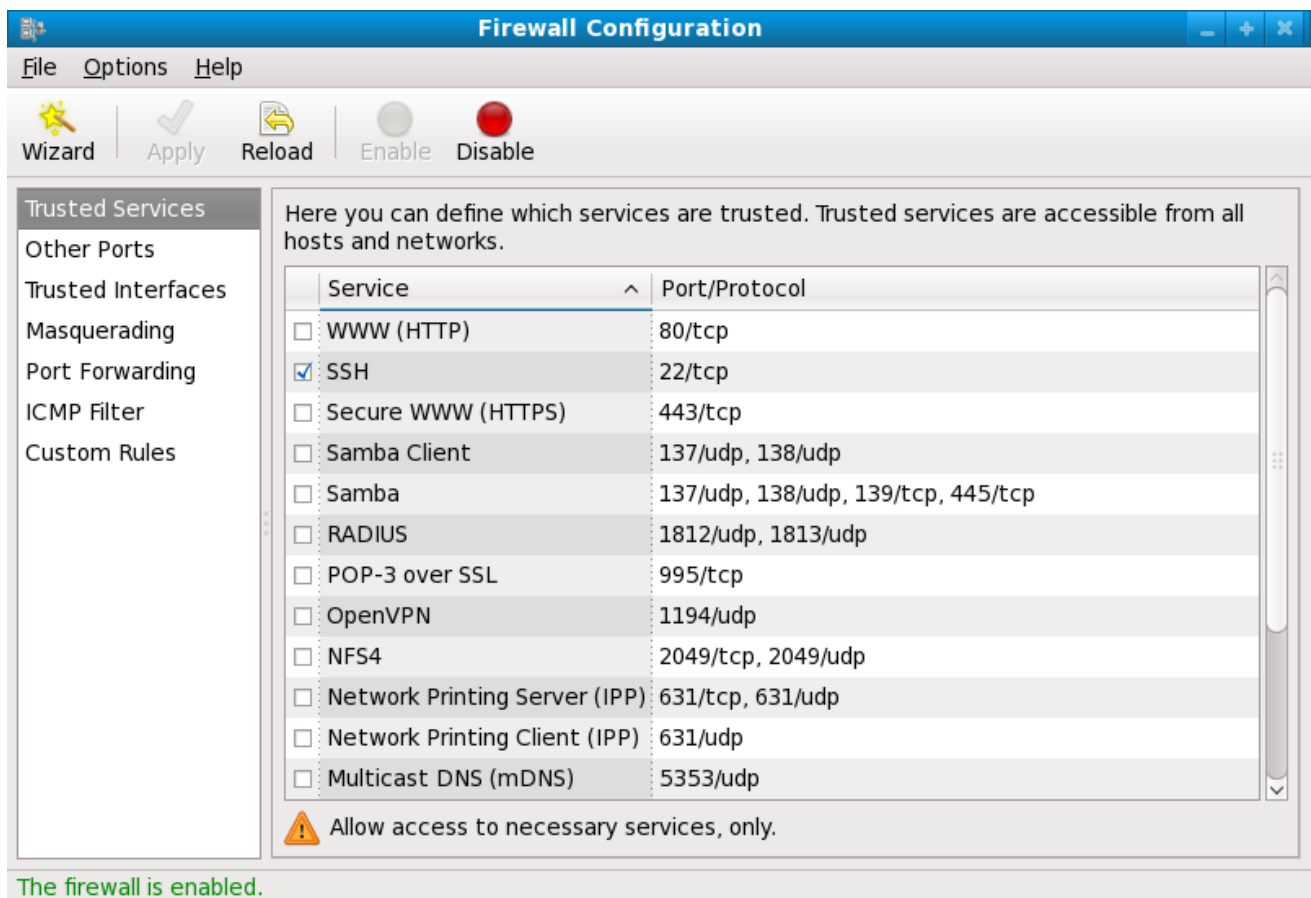 Firewall Configuration
File Options Help
Wizard Apply Reload Enable Disable
Trusted Services
Other Ports
Trusted Interfaces
Masquerading
Port Forwarding
ICMP Filter
Custom Rules
Here you can define which services are trusted. Trusted services are accessible from all
hosts and networks.
Service Port/Protocol
WWW (HTTP) 80/tcp
SSH 22/tcp
Secure WWW (HTTPS) 443/tcp
Samba Client 137/udp, 138/udp
Samba 137/udp, 138/udp, 139/tcp, 445/tcp
RADIUS 1812/udp, 1813/udp
POP-3 over SSL 995/tcp
OpenVPN 1194/udp
NFS4 2049/tcp, 2049/udp
Network Printing Server (IPP) 631/tcp, 631/udp
Network Printing Client (IPP) 631/udp
Multicast DNS (mDNS) 5353/udp
Allow access to necessary services, only.
The firewall is enabled.